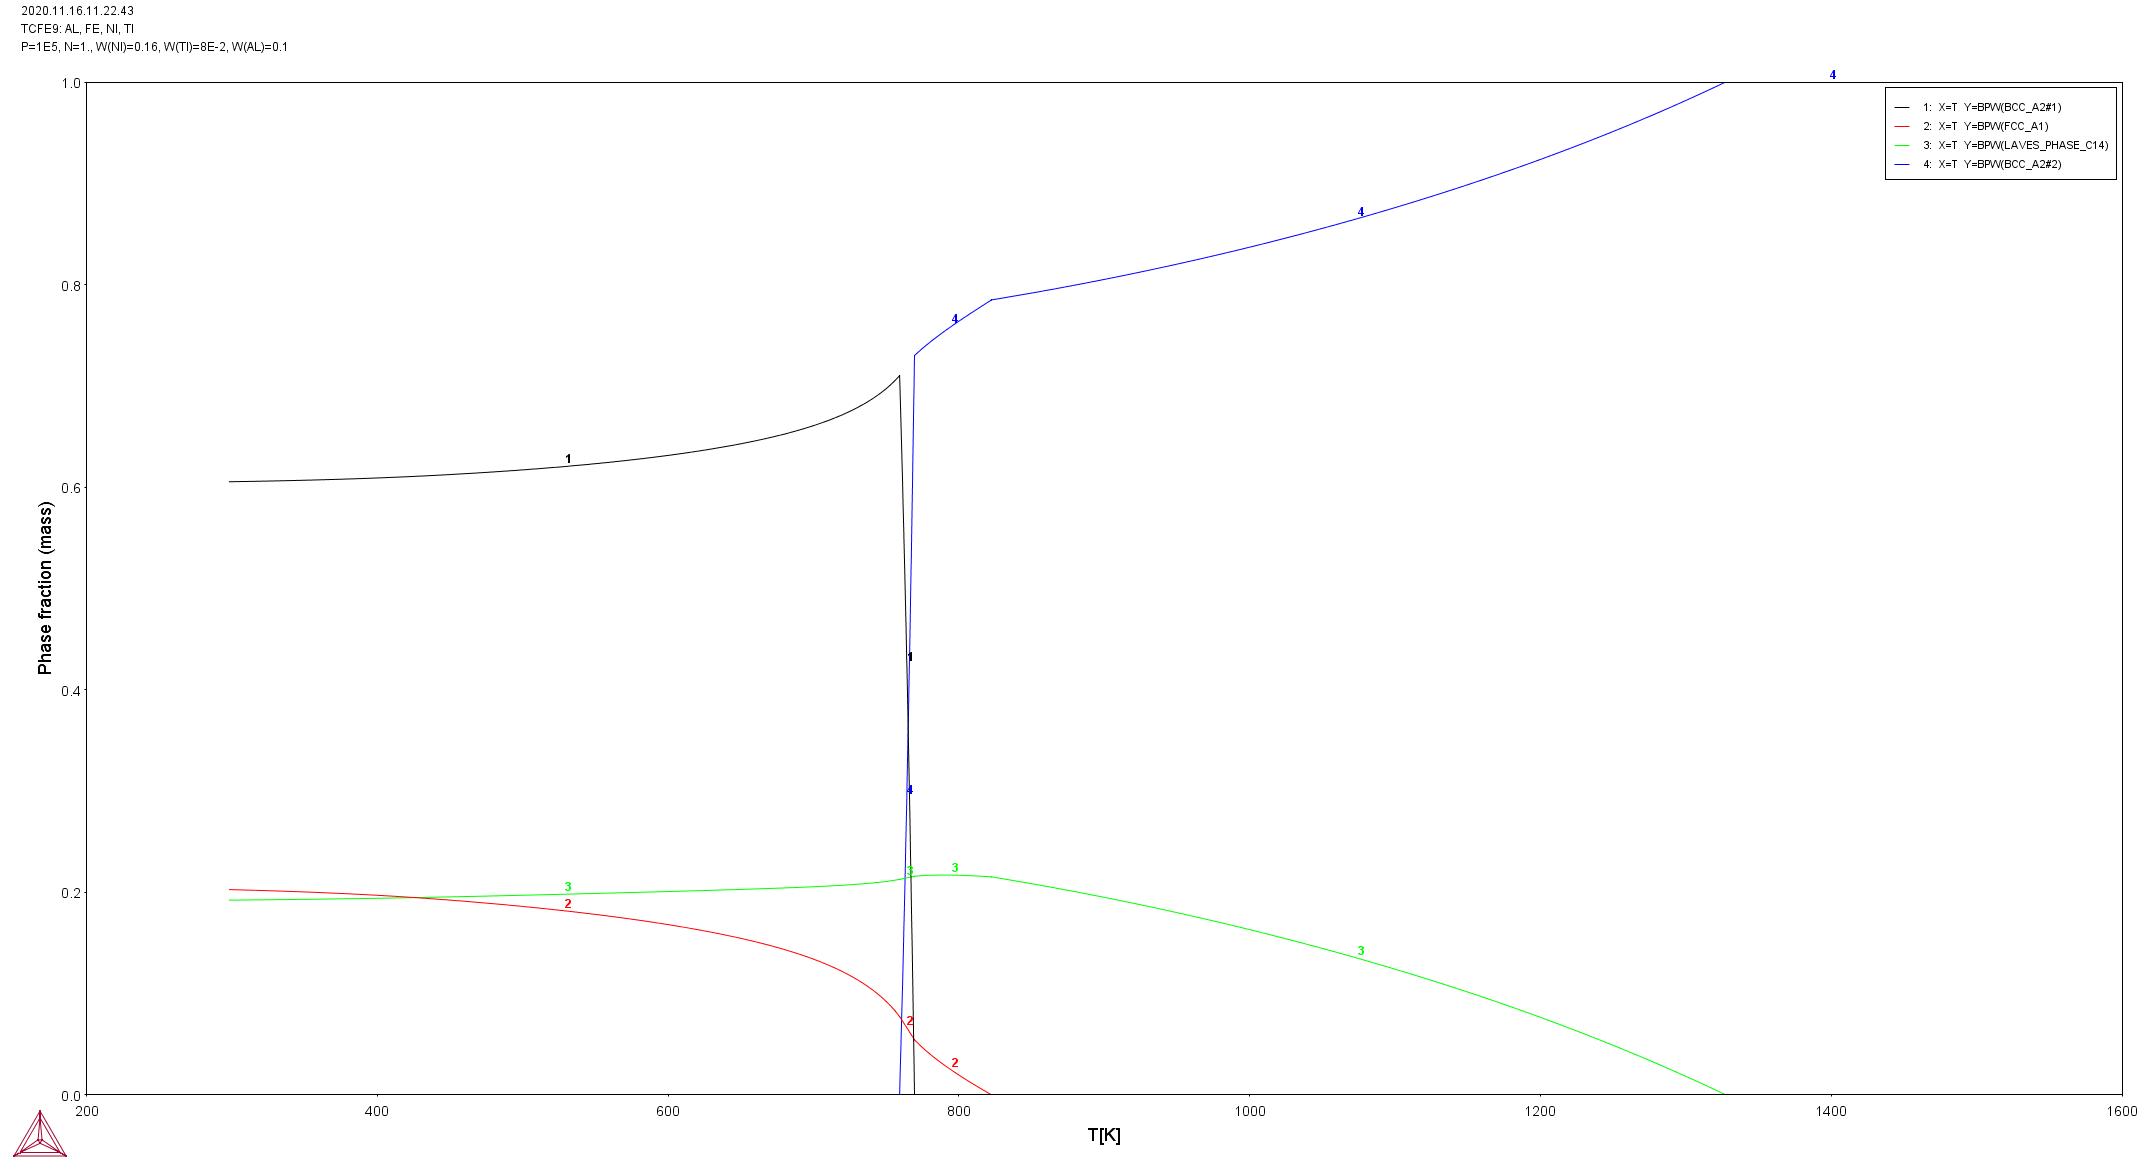 2020.11.16.11.22.43
TCFE9: AL, FE, NI, TI
P=1E5, N=1., W(NI)=0.16, W(TI)=8E-2, W(AL)=0.1
4
1.0
1: X=T Y=BPW(BCC_A2#1)
2: X=T Y=BPW(FCC_A1)
3: X=T Y=BPW(LAVES_PHASE_C14)
4: X=T Y=BPW(BCC_A2#2)
4
0.8
4
1
0.6
Phase fraction (mass)
1
0.4
4
3
3
3
0.2
2
3
2
2
0.0
200 400 600 800 1000 1200 1400 1600
T[K]